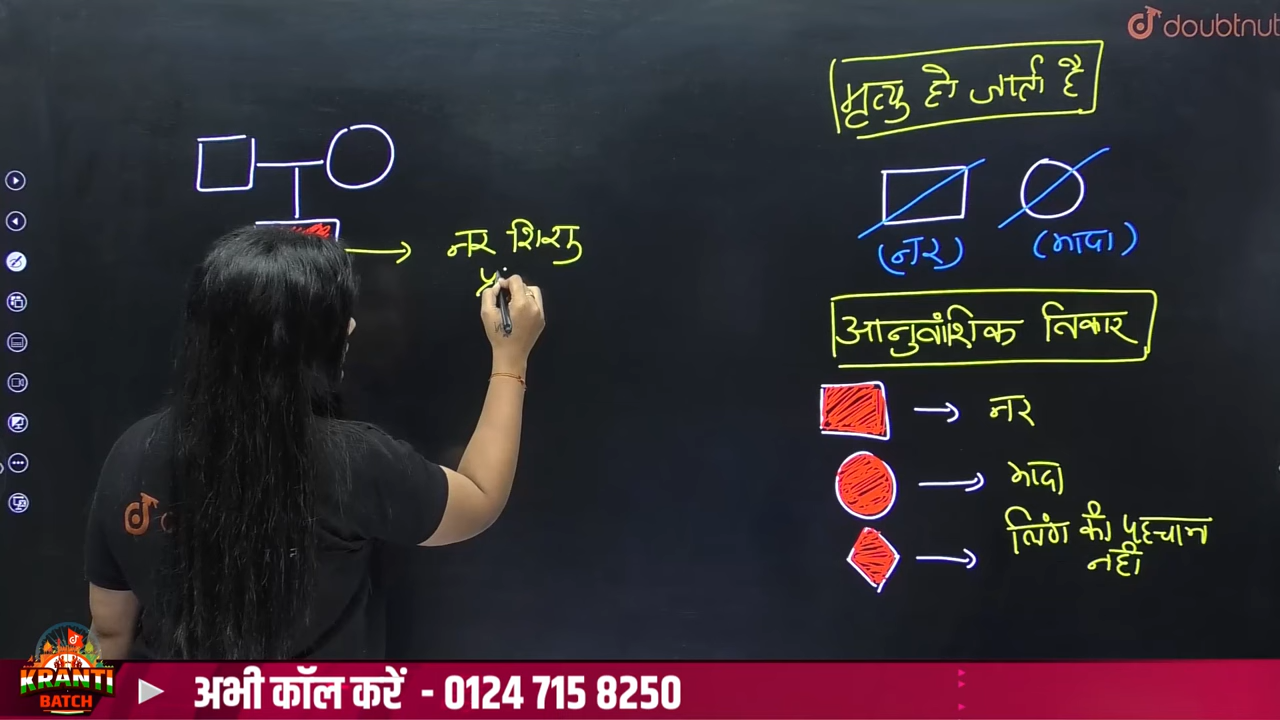 doubtnut
मृत्यु हो जाती है
(नर) (मादा)
नर शिशु
आनुवांशिक विकार
नर
मादा
लिंग की पहचान
नहीं
KRANTI
BATCH
अभी कॉल करें - 0124 715 8250